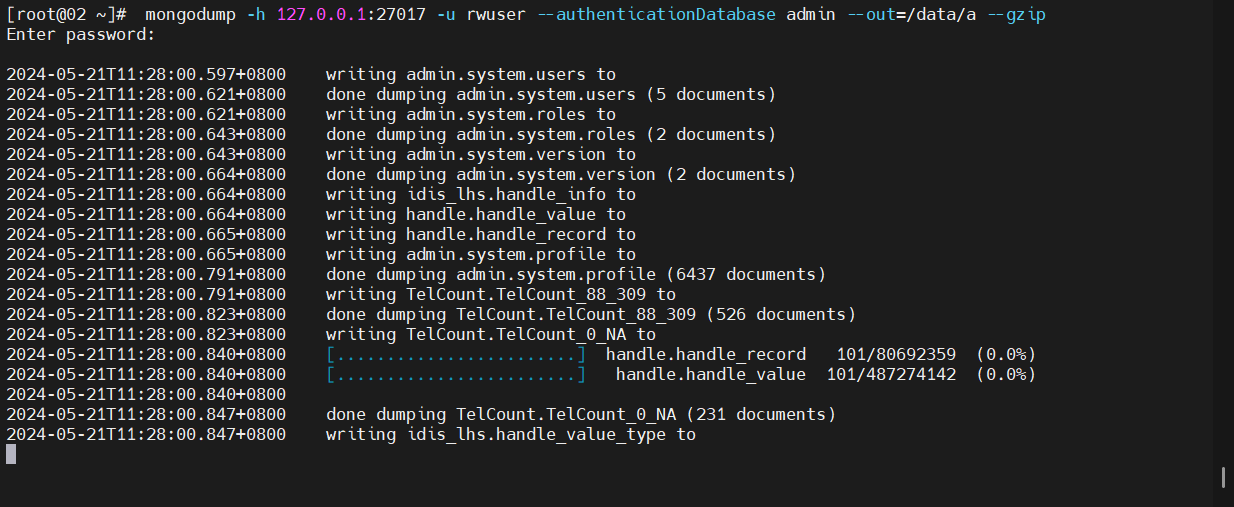 [root@02 ~]#  mongodump -h 127.0.0.1:27017 -u rwuser --authenticationDatabase admin --out=/data/a --gzip
Enter password:
2024-05-21T11:28:00.597+0800    writing admin.system.users to
2024-05-21T11:28:00.621+0800    done dumping admin.system.users (5 documents)
2024-05-21T11:28:00.621+0800    writing admin.system.roles to
2024-05-21T11:28:00.643+0800    done dumping admin.system.roles (2 documents)
2024-05-21T11:28:00.643+0800    writing admin.system.version to
2024-05-21T11:28:00.664+0800    done dumping admin.system.version (2 documents)
2024-05-21T11:28:00.664+0800    writing idis_lhs.handle_info to
2024-05-21T11:28:00.664+0800    writing handle.handle_value to
2024-05-21T11:28:00.665+0800    writing handle.handle_record to
2024-05-21T11:28:00.665+0800    writing admin.system.profile to
2024-05-21T11:28:00.791+0800    done dumping admin.system.profile (6437 documents)
2024-05-21T11:28:00.791+0800    writing TelCount.TelCount_88_309 to
2024-05-21T11:28:00.823+0800    done dumping TelCount.TelCount_88_309 (526 documents)
2024-05-21T11:28:00.823+0800    writing TelCount.TelCount_0_NA to
2024-05-21T11:28:00.840+0800    [........................]  handle.handle_record   101/80692359  (0.0%)
2024-05-21T11:28:00.840+0800    [........................]   handle.handle_value  101/487274142  (0.0%)
2024-05-21T11:28:00.840+0800
2024-05-21T11:28:00.847+0800    done dumping TelCount.TelCount_0_NA (231 documents)
2024-05-21T11:28:00.847+0800    writing idis_lhs.handle_value_type to